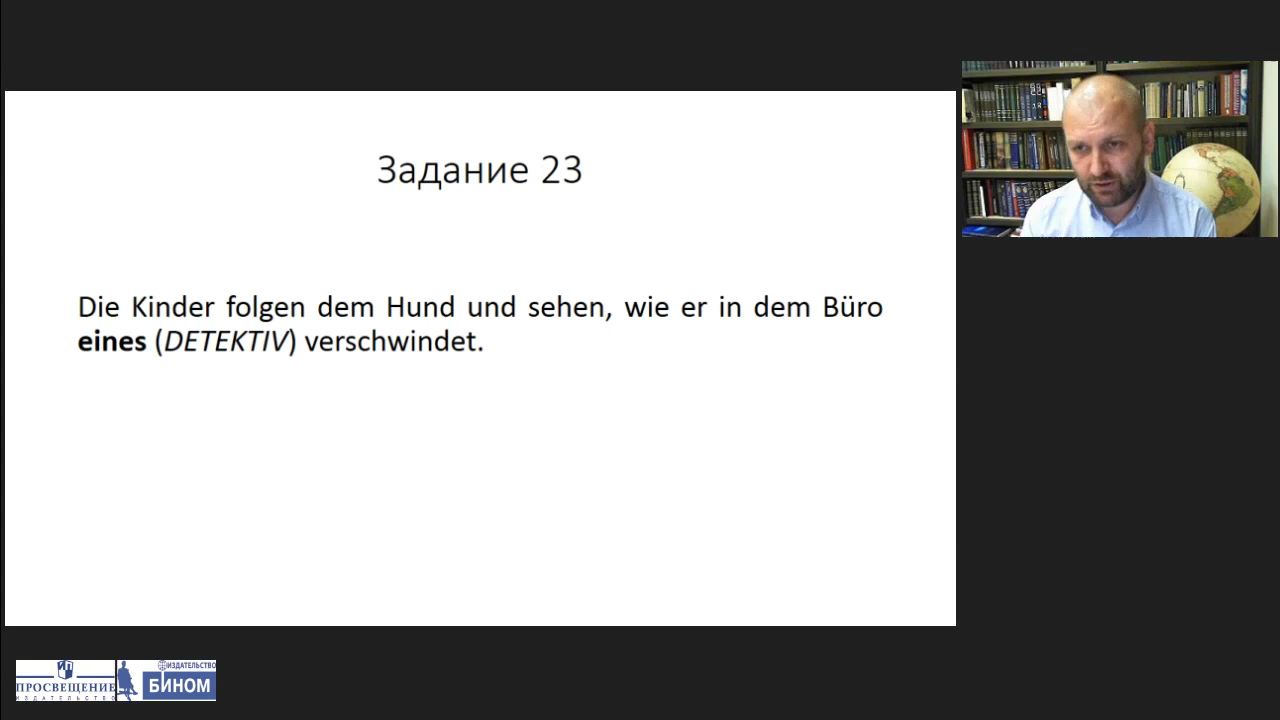 Задание 23
Die Kinder folgen dem Hund und sehen, wie er in dem Büro
eines (DETEKTIV) verschwindet.
ПРОСВЕЩЕНИЕ
ИЗДАТЕЛЬСТВО
ИЗДАТЕЛЬСТВО
БИНОМ